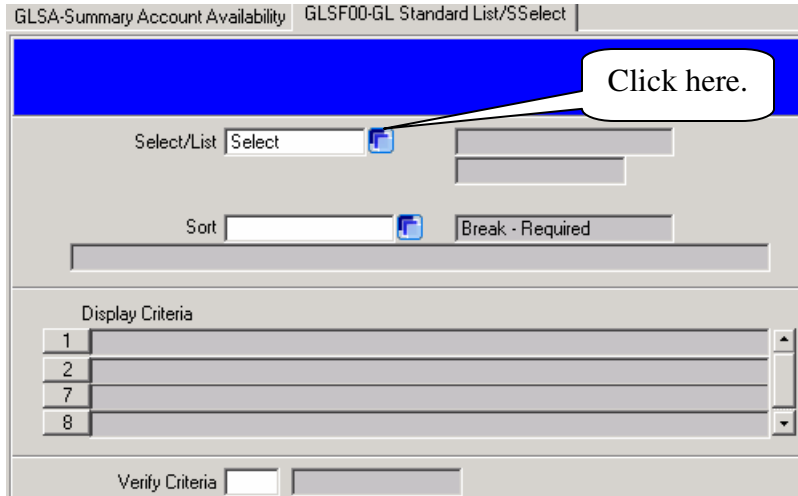 GLSA-Summary Account Availability GLSF00-GL Standard List/SSelect
Click here.
Select/List Select
Sort Break - Required
Display Criteria
1
2
7
8
Verify Criteria